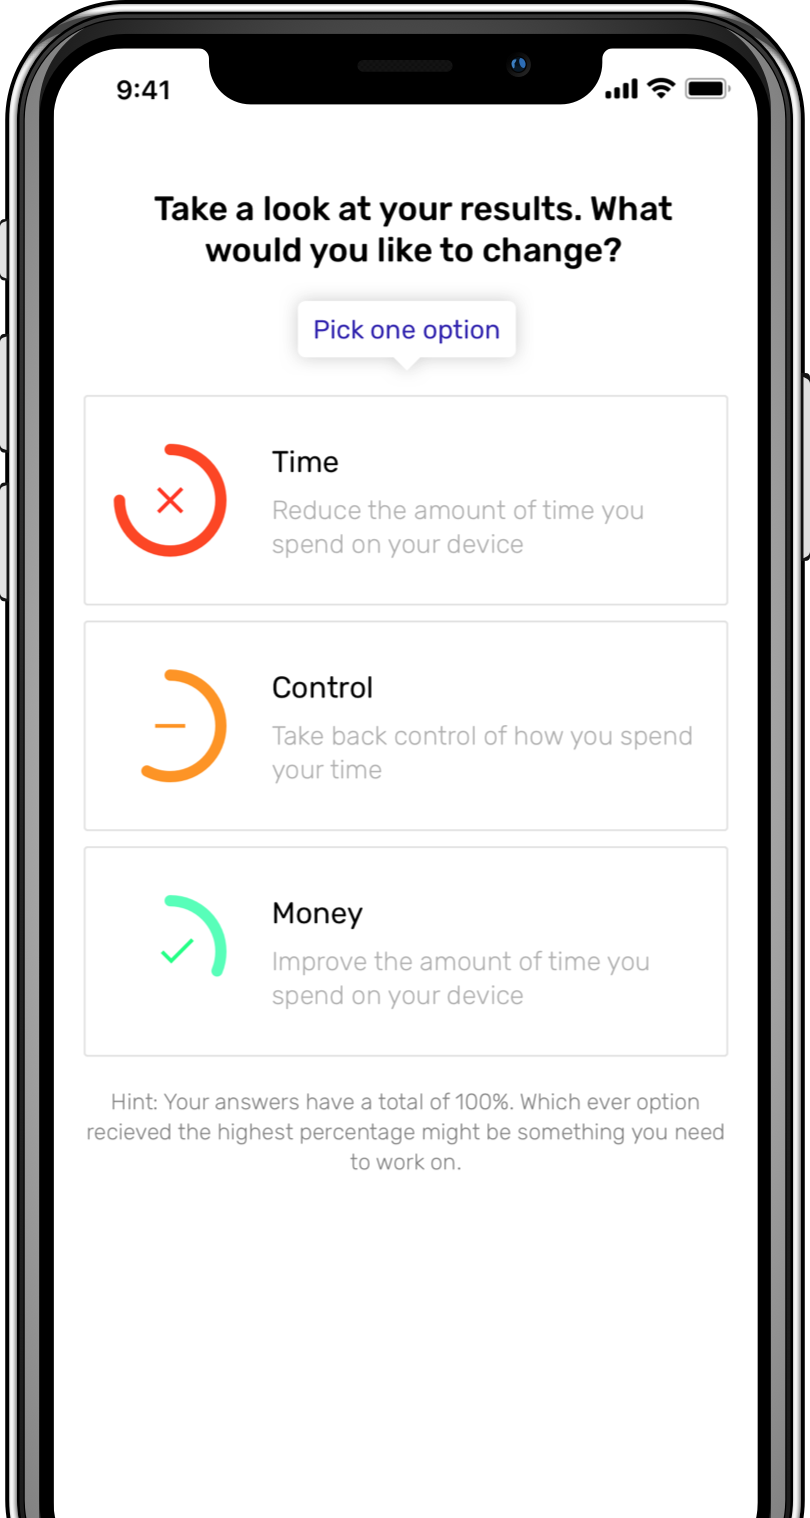 9:41
Take a look at your results. What
would you like to change?
Pick one option
Time
Reduce the amount of time you
spend on your device
Control
Take back control of how you spend
your time
Money
Improve the amount of time you
spend on your device
Hint: Your answers have a total of 100%. Which ever option
recieved the highest percentage might be something you need
to work on.